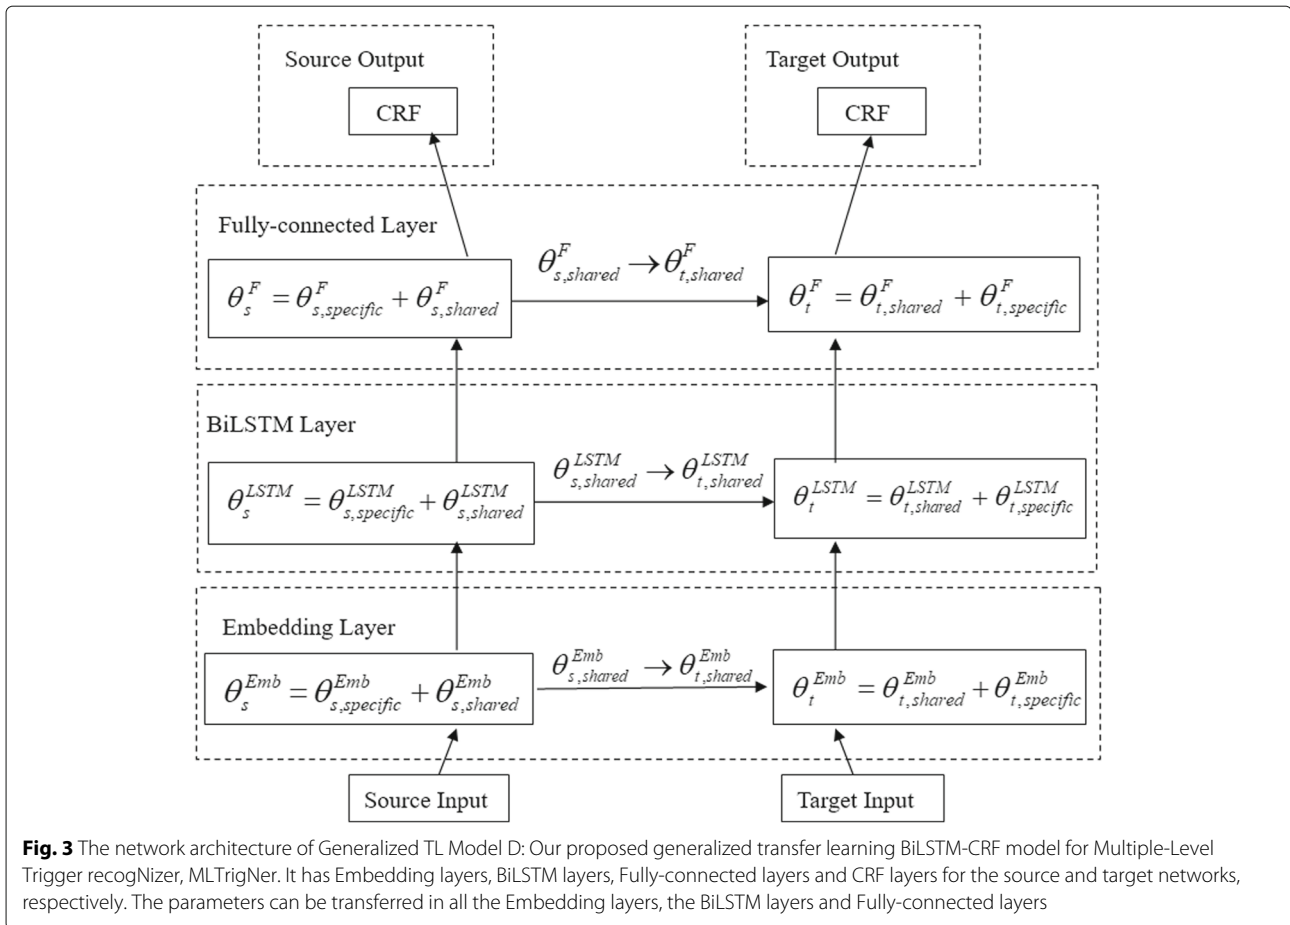 Source Output
Target Output
CRF
CRF
Fully-connected Layer
θ_s^F = θ_{s,specific}^F + θ_{s,shared}^F
θ_{s,shared}^F → θ_{t,shared}^F
θ_t^F = θ_{t,shared}^F + θ_{t,specific}^F
BiLSTM Layer
θ_s^{LSTM} = θ_{s,specific}^{LSTM} + θ_{s,shared}^{LSTM}
θ_{s,shared}^{LSTM} → θ_{t,shared}^{LSTM}
θ_t^{LSTM} = θ_{t,shared}^{LSTM} + θ_{t,specific}^{LSTM}
Embedding Layer
θ_s^{Emb} = θ_{s,specific}^{Emb} + θ_{s,shared}^{Emb}
θ_{s,shared}^{Emb} → θ_{t,shared}^{Emb}
θ_t^{Emb} = θ_{t,shared}^{Emb} + θ_{t,specific}^{Emb}
Source Input
Target Input
Fig. 3 The network architecture of Generalized TL Model D: Our proposed generalized transfer learning BiLSTM-CRF model for Multiple-Level
Trigger recogNizer, MLTrigNer. It has Embedding layers, BiLSTM layers, Fully-connected layers and CRF layers for the source and target networks,
respectively. The parameters can be transferred in all the Embedding layers, the BiLSTM layers and Fully-connected layers